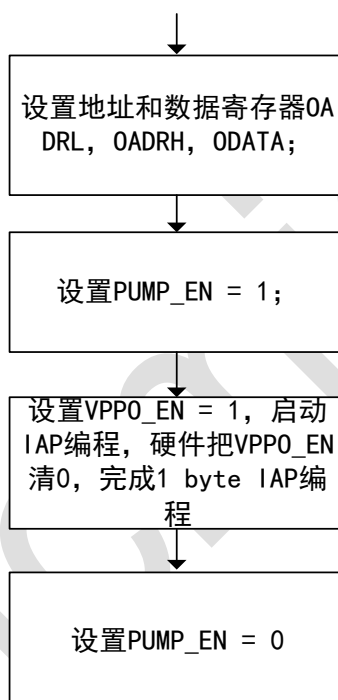 设置地址和数据寄存器OA
DRL, OADRH, ODATA;
设置PUMP_EN = 1;
设置VPPO_EN = 1, 启动
IAP编程, 硬件把VPPO_EN
清0, 完成1 byte IAP编
程
设置PUMP_EN = 0